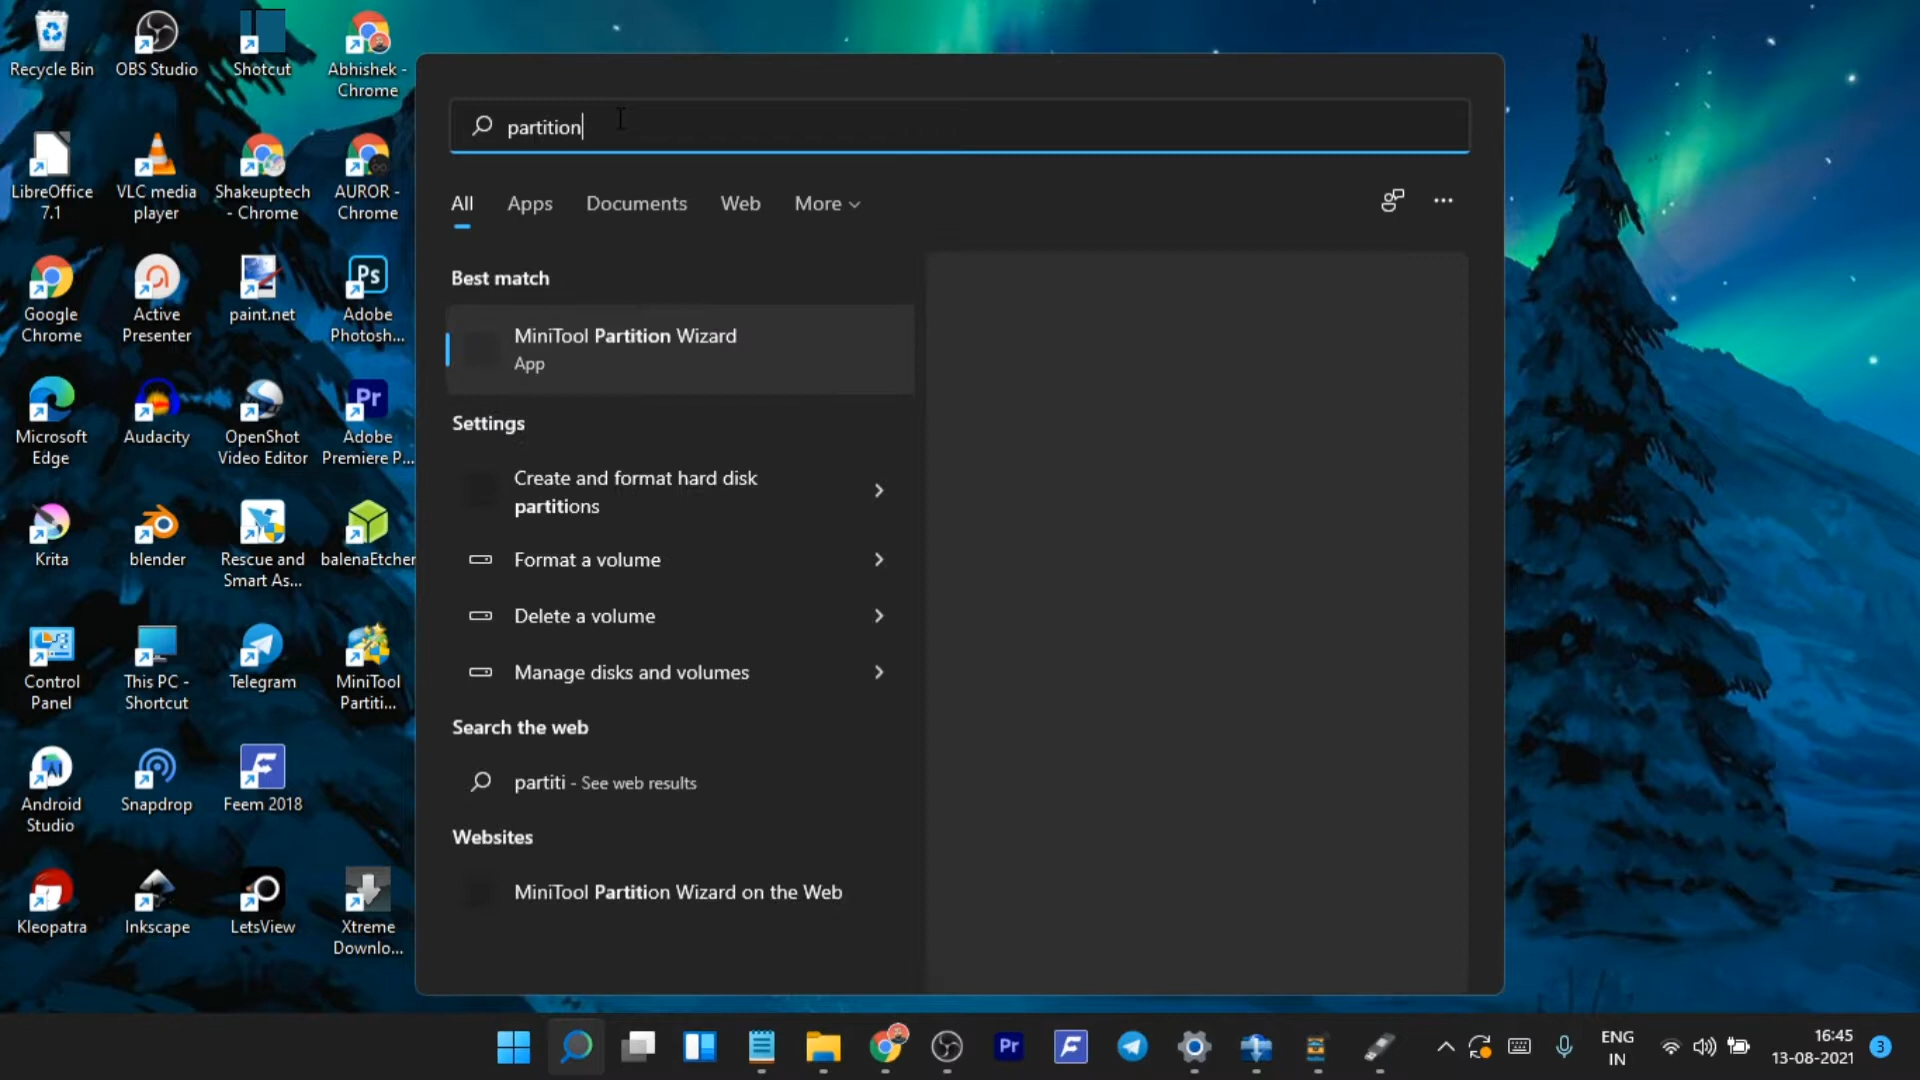 Recycle Bin
OBS Studio
Shotcut
Abhishek -
Chrome
LibreOffice
7.1
VLC media
player
Shakeuptech
- Chrome
AUROR -
Chrome
Google
Chrome
Active
Presenter
paint.net
Ps
Adobe
Photosh...
Microsoft
Edge
Audacity
OpenShot
Video Editor
Pr
Adobe
Premiere P...
Krita
blender
Rescue and
Smart As...
balenaEtcher
Control
Panel
This PC -
Shortcut
Telegram
MiniTool
Partiti...
Android
Studio
Snapdrop
Feem 2018
Kleopatra
Inkscape
LetsView
Xtreme
Downlo...
partition
All
Apps
Documents
Web
More
Best match
MiniTool Partition Wizard
App
Settings
Create and format hard disk
partitions
Format a volume
Delete a volume
Manage disks and volumes
Search the web
partiti - See web results
Websites
MiniTool Partition Wizard on the Web
Pr
ENG
IN
16:45
13-08-2021
3